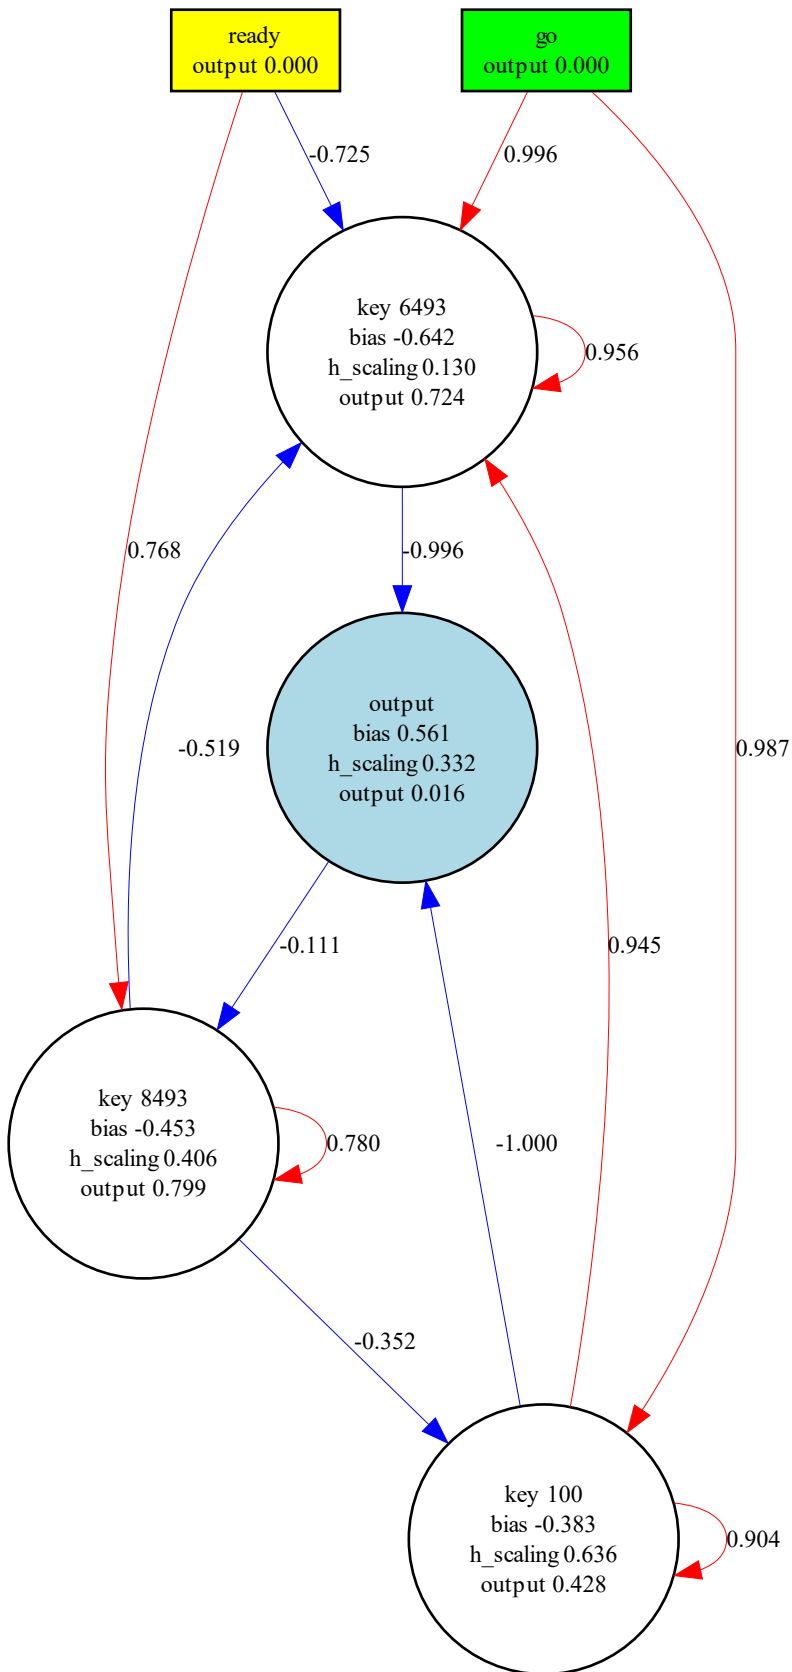 ready
output 0.000
go
output 0.000
-0.725
0.996
key 6493
bias -0.642
h_scaling 0.130
output 0.724
0.956
0.768
-0.996
output
bias 0.561
h_scaling 0.332
output 0.016
-0.519
0.987
-0.111
0.945
key 8493
bias -0.453
h_scaling 0.406
output 0.799
0.780
-1.000
-0.352
key 100
bias -0.383
h_scaling 0.636
output 0.428
0.904